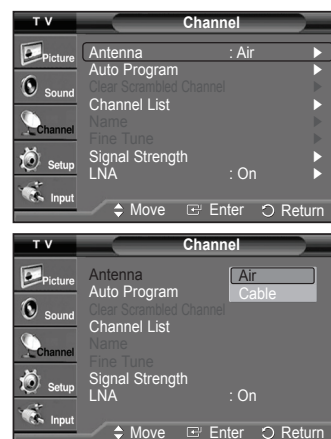 T V
Channel
Picture
Antenna : Air
Auto Program
Sound
Clear Scrambled Channel
Channel List
Channel
Name
Fine Tune
Setup
Signal Strength
LNA : On
Input
Move Enter Return
T V
Channel
Picture
Antenna Air
Auto Program Cable
Sound
Clear Scrambled Channel
Channel List
Channel
Name
Fine Tune
Setup
Signal Strength
LNA : On
Input
Move Enter Return